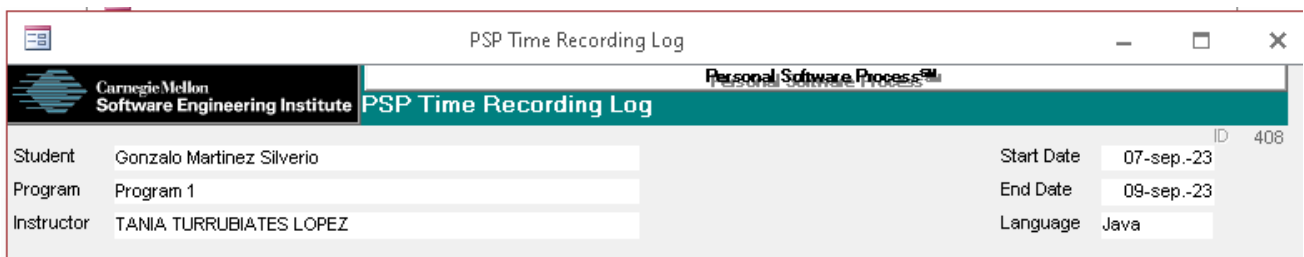 PSP Time Recording Log
Personal Software Process℠
Carnegie Mellon
Software Engineering Institute
PSP Time Recording Log
ID 408
Student Gonzalo Martinez Silverio Start Date 07-sep.-23
Program Program 1 End Date 09-sep.-23
Instructor TANIA TURRUBIATES LOPEZ Language Java